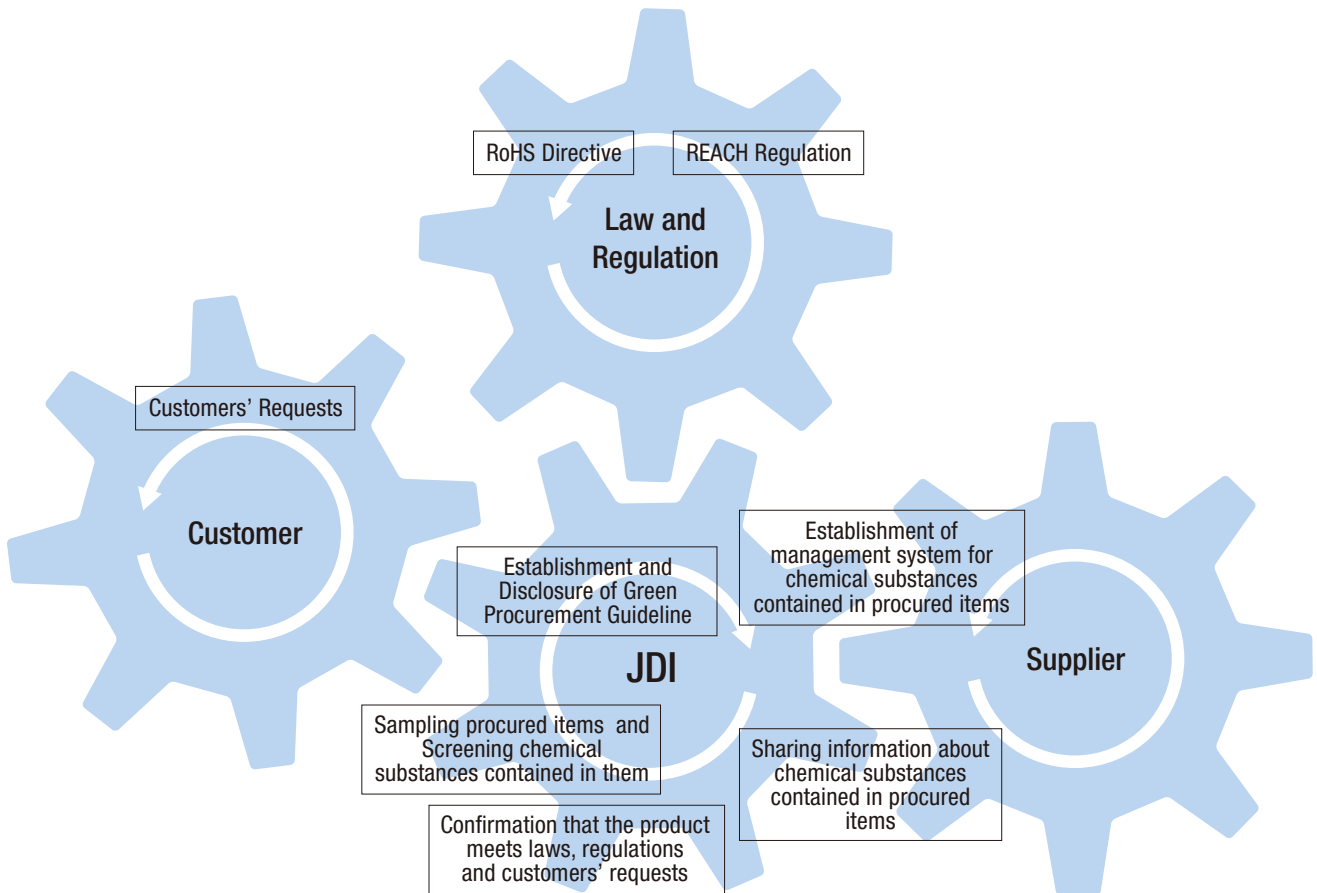 RoHS Directive
REACH Regulation
Law and
Regulation
Customers’ Requests
Customer
Establishment and
Disclosure of Green
Procurement Guideline
JDI
Establishment of
management system for
chemical substances
contained in procured items
Supplier
Sampling procured items and
Screening chemical
substances contained in them
Sharing information about
chemical substances
contained in procured
items
Confirmation that the product
meets laws, regulations
and customers’ requests